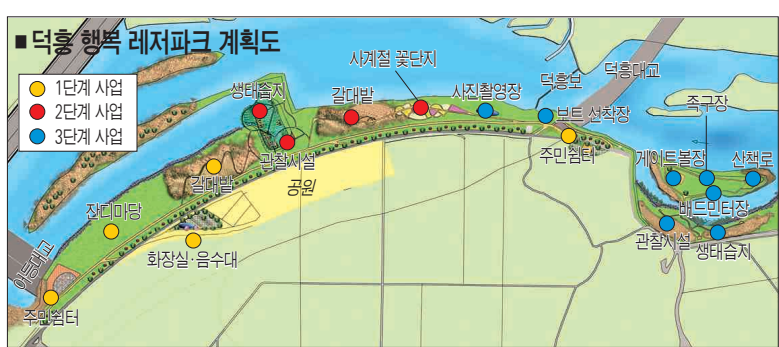 ■ 덕흥 행복 레저파크 계획도
1단계 사업
2단계 사업
3단계 사업
생태습지
갈대밭
사계절 꽃단지
사진촬영장
덕흥보
덕흥대교
보트 선착장
족구장
관찰시설
주민쉼터
게이트볼장
산책로
갈대밭
공원
배드민터장
잔디마당
화장실·음수대
관찰시설
생태습지
주민쉼터